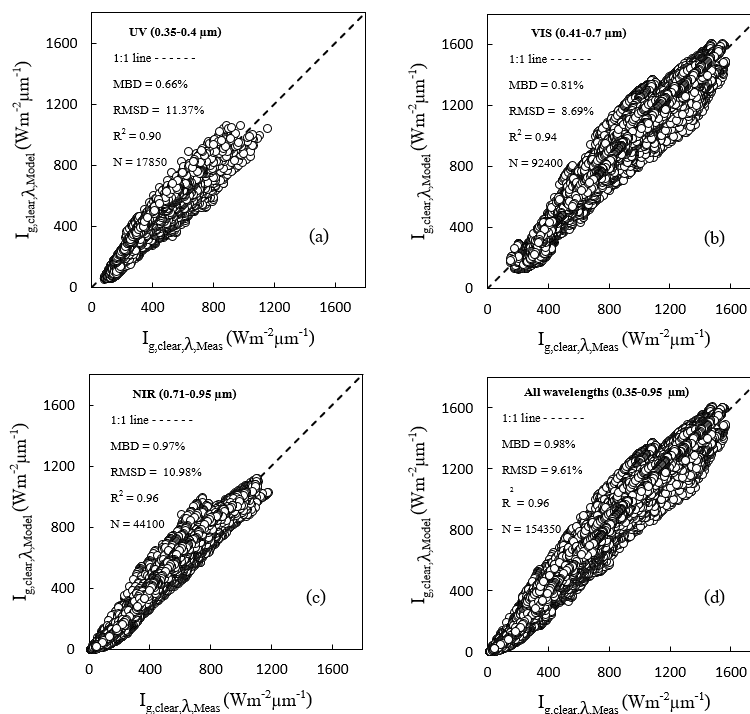 UV (0.35-0.4 µm)
1:1 line - - - - - -
MBD = 0.66%
RMSD = 11.37%
R² = 0.90
N = 17850
(a)
1600
1200
800
400
0
0 400 800 1200 1600
I g,clear,λ,Model (Wm⁻²µm⁻¹)
I g,clear,λ,Meas (Wm⁻²µm⁻¹)
VIS (0.41-0.7 µm)
1:1 line - - - - - -
MBD = 0.81%
RMSD = 8.69%
R² = 0.94
N = 92400
(b)
1600
1200
800
400
0
0 400 800 1200 1600
I g,clear,λ,Model (Wm⁻²µm⁻¹)
I g,clear,λ,Meas (Wm⁻²µm⁻¹)
NIR (0.71-0.95 µm)
1:1 line - - - - - -
MBD = 0.97%
RMSD = 10.98%
R² = 0.96
N = 44100
(c)
1600
1200
800
400
0
0 400 800 1200 1600
I g,clear,λ,Model (Wm⁻²µm⁻¹)
I g,clear,λ,Meas (Wm⁻²µm⁻¹)
All wavelengths (0.35-0.95 µm)
1:1 line - - - - - -
MBD = 0.98%
RMSD = 9.61%
R² = 0.96
N = 154350
(d)
1600
1200
800
400
0
0 400 800 1200 1600
I g,clear,λ,Model (Wm⁻²µm⁻¹)
I g,clear,λ,Meas (Wm⁻²µm⁻¹)